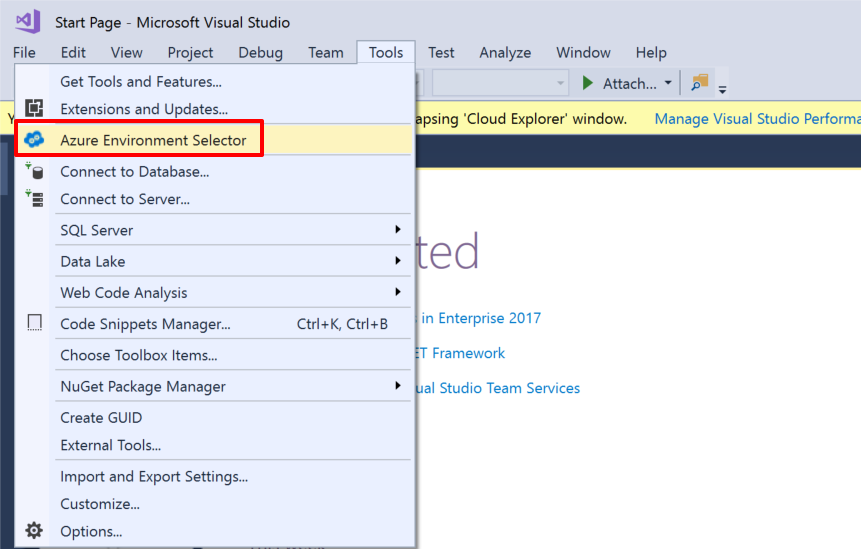 Start Page - Microsoft Visual Studio
File Edit View Project Debug Team Tools Test Analyze Window Help
Get Tools and Features...
Attach...
Extensions and Updates...
apsing 'Cloud Explorer' window. Manage Visual Studio Performa
Azure Environment Selector
Connect to Database...
Connect to Server...
SQL Server
ted
Data Lake
Web Code Analysis
Code Snippets Manager... Ctrl+K, Ctrl+B
in Enterprise 2017
Choose Toolbox Items...
ET Framework
NuGet Package Manager
ual Studio Team Services
Create GUID
External Tools...
Import and Export Settings...
Customize...
Options...